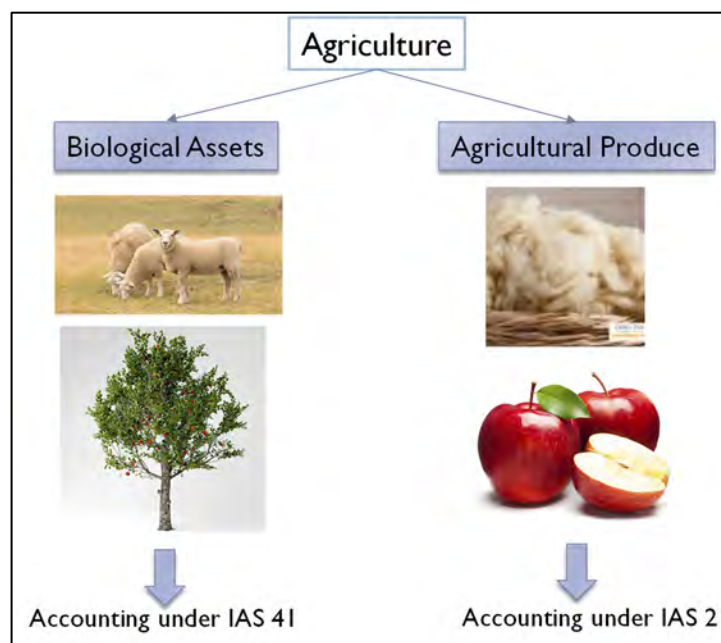 Agriculture
Biological Assets
Agricultural Produce
Accounting under IAS 41
Accounting under IAS 2